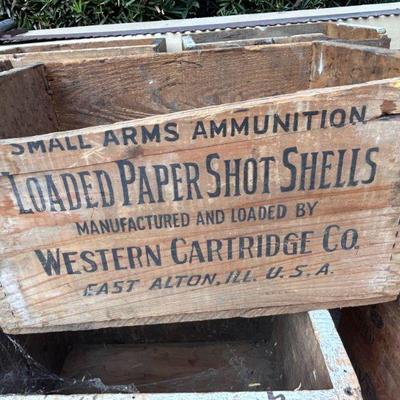 SMALL ARMS AMMUNITION
LOADED PAPER SHOT SHELLS
MANUFACTURED AND LOADED BY
WESTERN CARTRIDGE CO.
EAST ALTON, ILL. U. S. A.